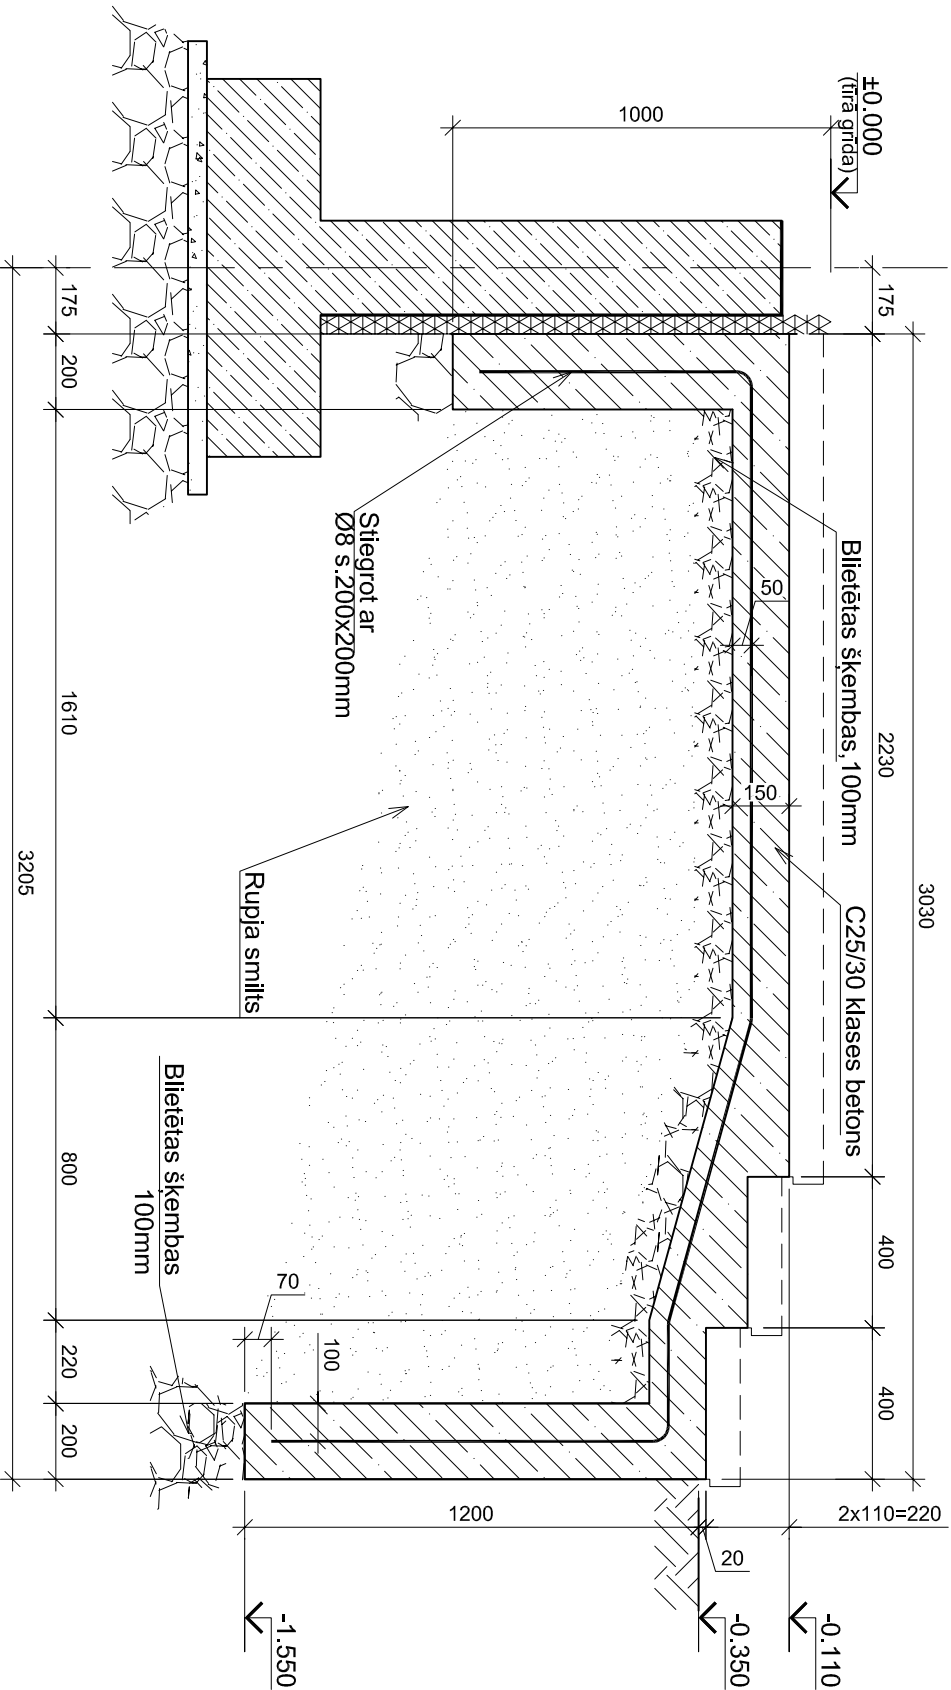 ±0.000
(tīrā grīda)
1000
175
3030
2230
400
400
Blietētas šķembas, 100mm
C25/30 klases betons
50
150
Stiegrot ar
Ø8 s.200x200mm
Rupja smilts
Blietētas šķembas
100mm
70
100
2x110=220
20
1200
-0.110
-0.350
-1.550
175
200
1610
800
220
200
3205